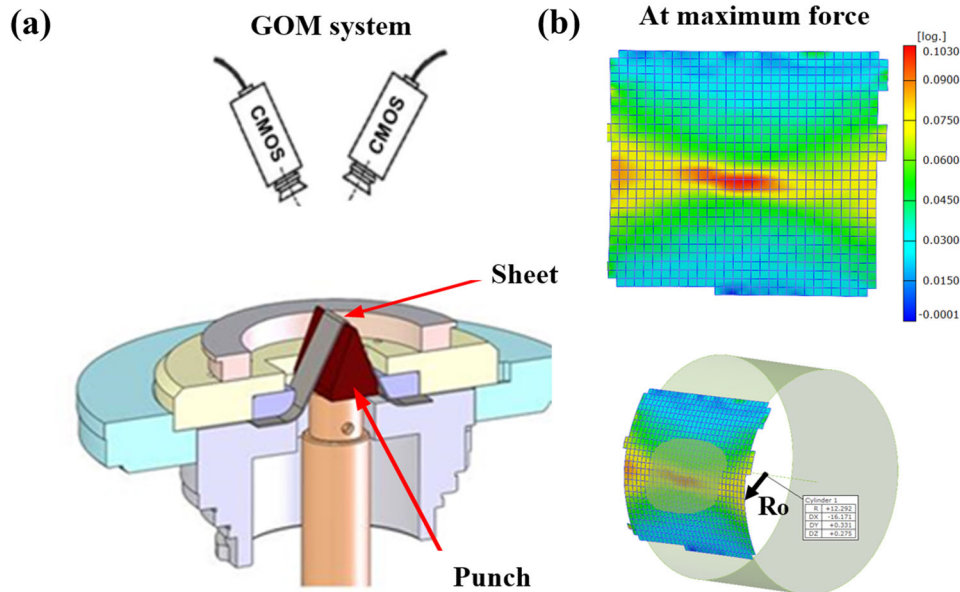 (a)
GOM system
CMOS
CMOS
Sheet
Punch
(b)
At maximum force
[log.]
0.1030
0.0900
0.0750
0.0600
0.0450
0.0300
0.0150
-0.0001
Ro
Cylinder 1
R +12.292
DX -16.171
DY +0.331
DZ +0.275